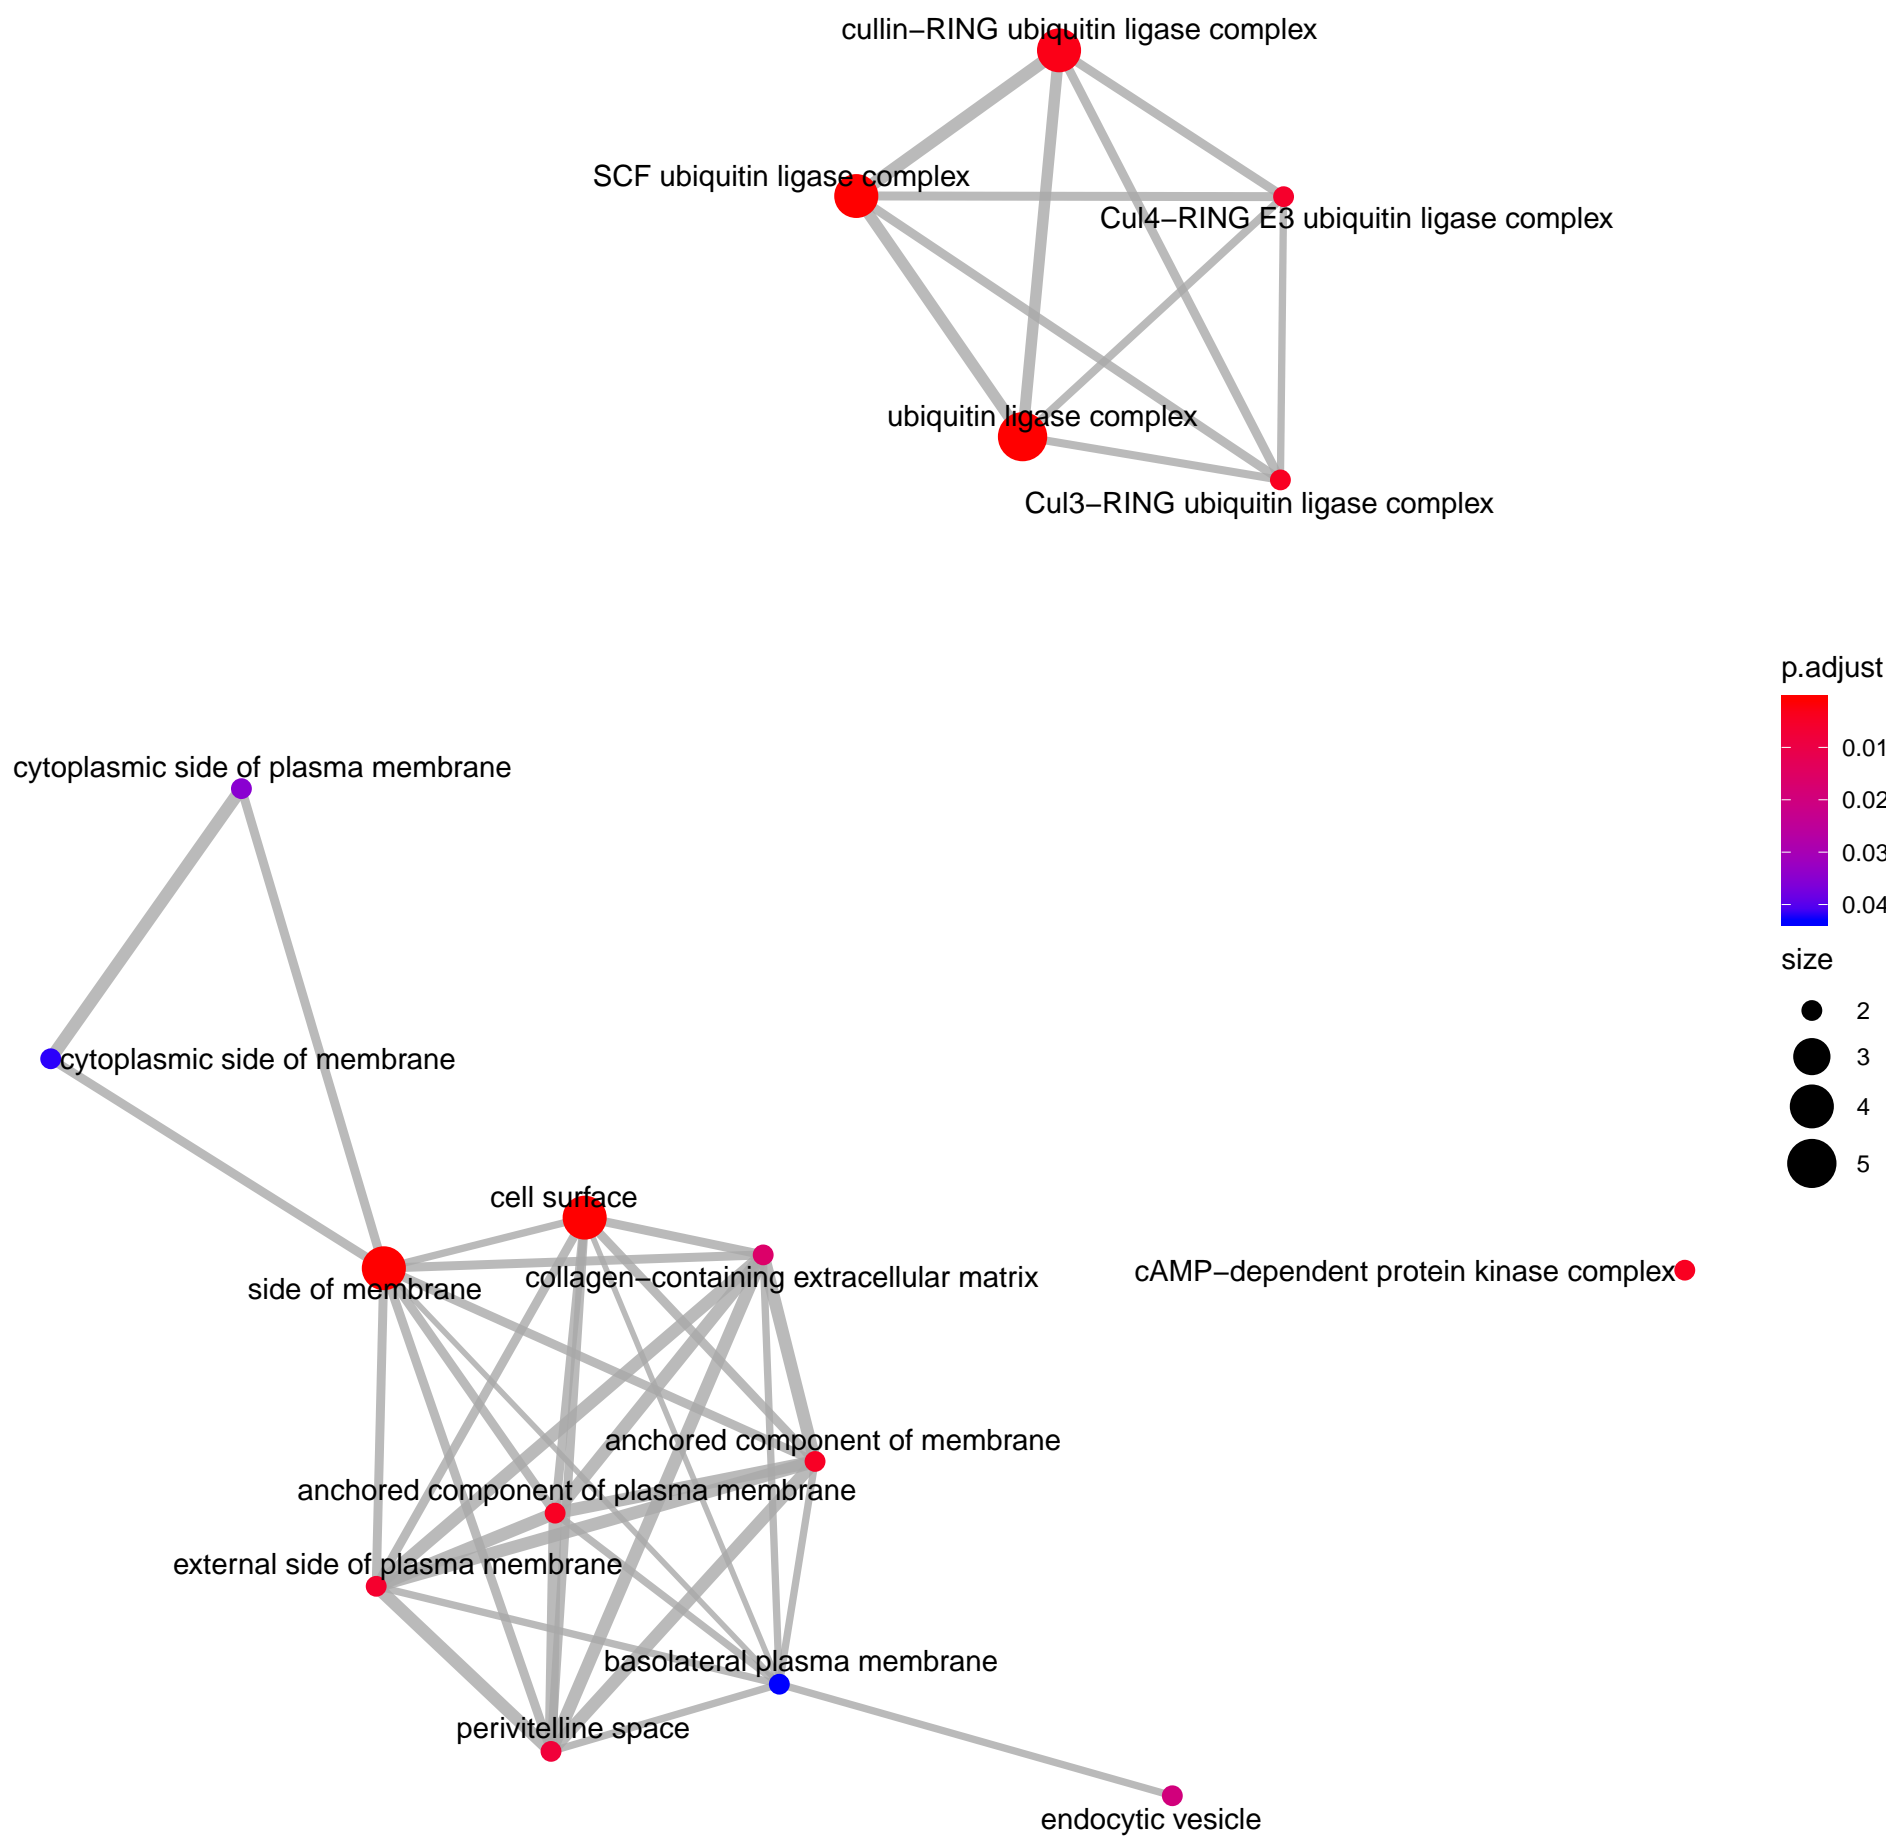 cullin−RING ubiquitin ligase complex
SCF ubiquitin ligase complex
Cul4−RING E3 ubiquitin ligase complex
ubiquitin ligase complex
Cul3−RING ubiquitin ligase complex
p.adjust
0.01
0.02
0.03
0.04
size
2
3
4
5
cytoplasmic side of plasma membrane
cytoplasmic side of membrane
cell surface
side of membrane
collagen−containing extracellular matrix
cAMP−dependent protein kinase complex
anchored component of membrane
anchored component of plasma membrane
external side of plasma membrane
basolateral plasma membrane
perivitelline space
endocytic vesicle